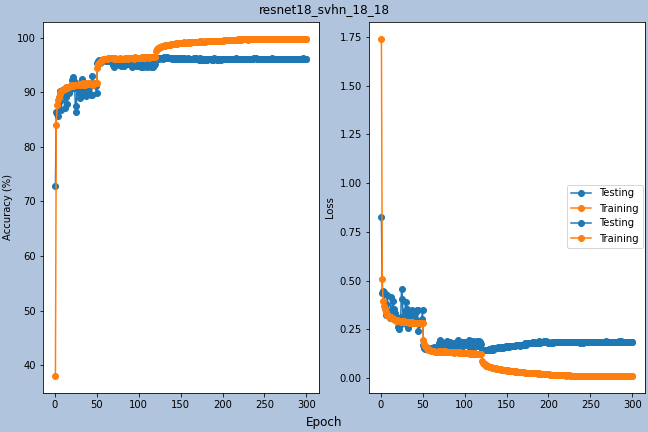 resnet18_svhn_18_18
Accuracy (%)
100
90
80
70
60
50
40
0 50 100 150 200 250 300
Loss
1.75
1.50
1.25
1.00
0.75
0.50
0.25
0.00
0 50 100 150 200 250 300
Testing
Training
Testing
Training
Epoch